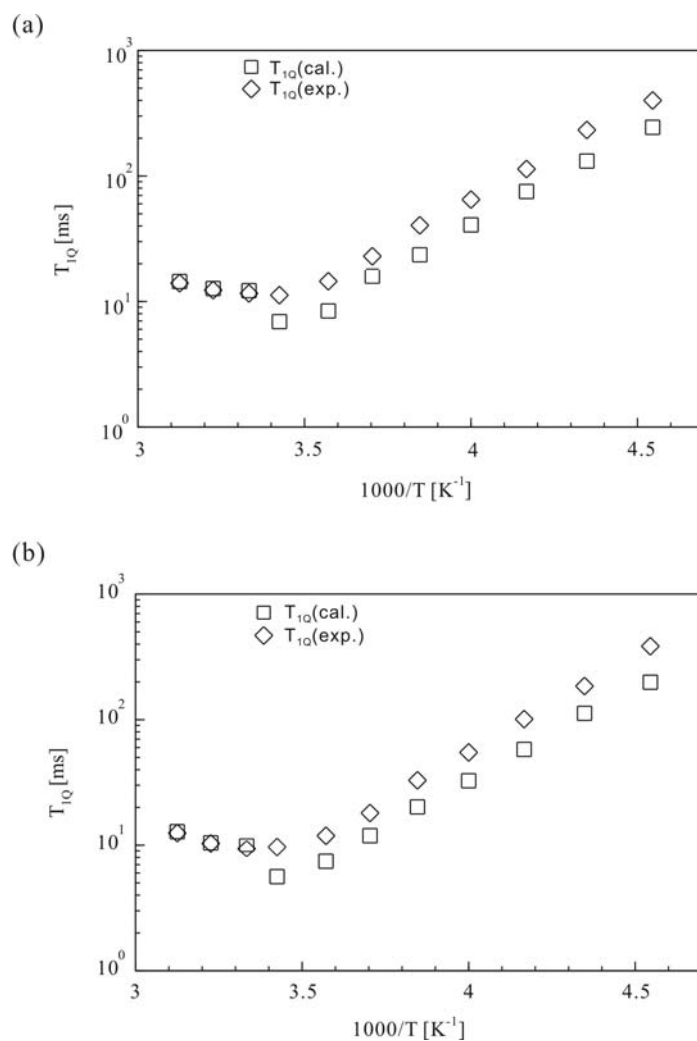 (a)
10³
T₁Q(cal.)
T₁Q(exp.)
10²
T₁Q [ms]
10¹
10⁰
3 3.5 4 4.5
1000/T [K⁻¹]
(b)
10³
T₁Q(cal.)
T₁Q(exp.)
10²
T₁Q [ms]
10¹
10⁰
3 3.5 4 4.5
1000/T [K⁻¹]